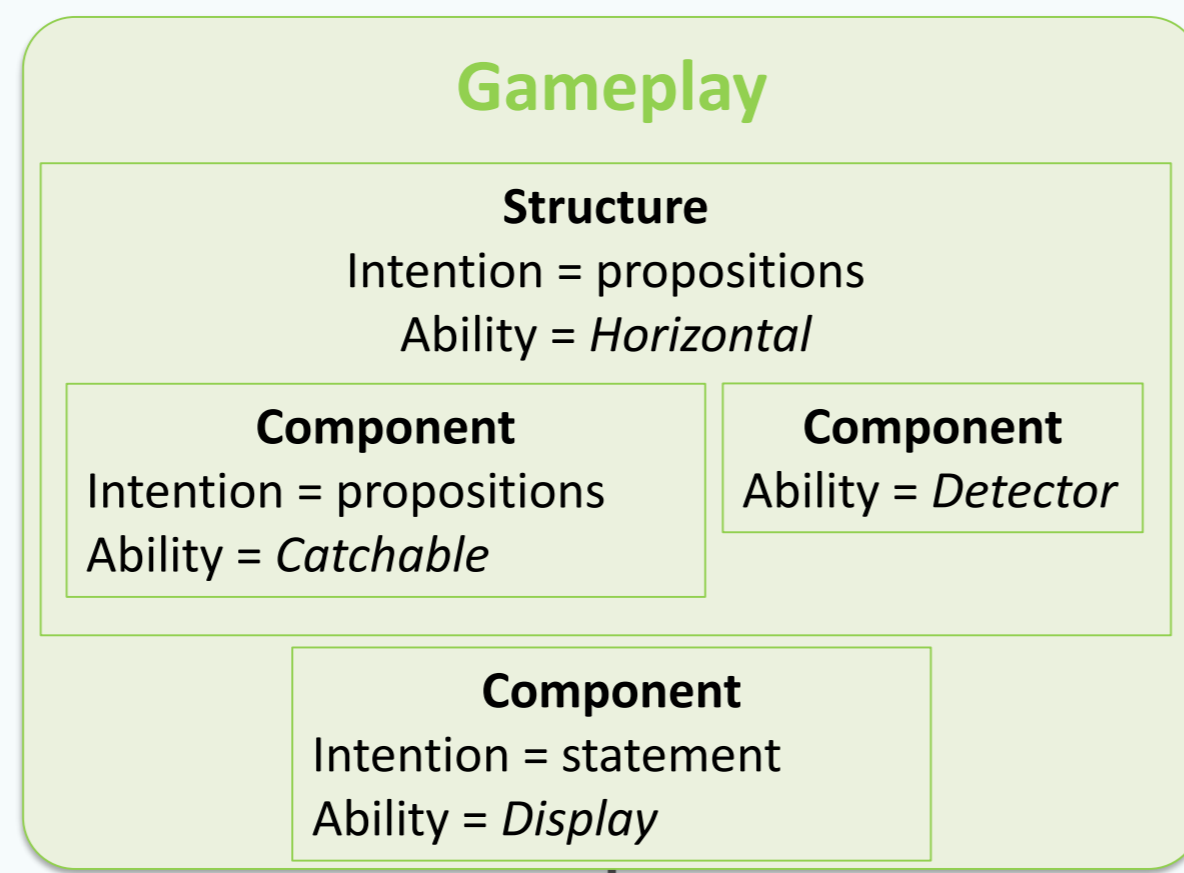 Gameplay
Structure
Intention = propositions
Ability = Horizontal
Component
Intention = propositions
Ability = Catchable
Component
Ability = Detector
Component
Intention = statement
Ability = Display